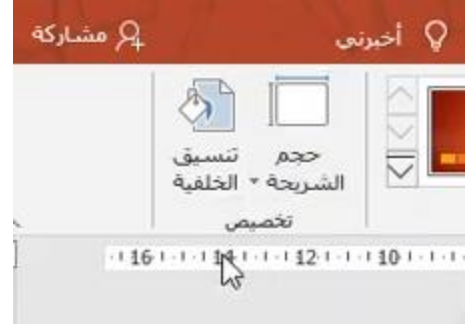 أخبرني مشاركة
حجم الشريحة
تنسيق الخلفية
تخصيص
16 14 12 10